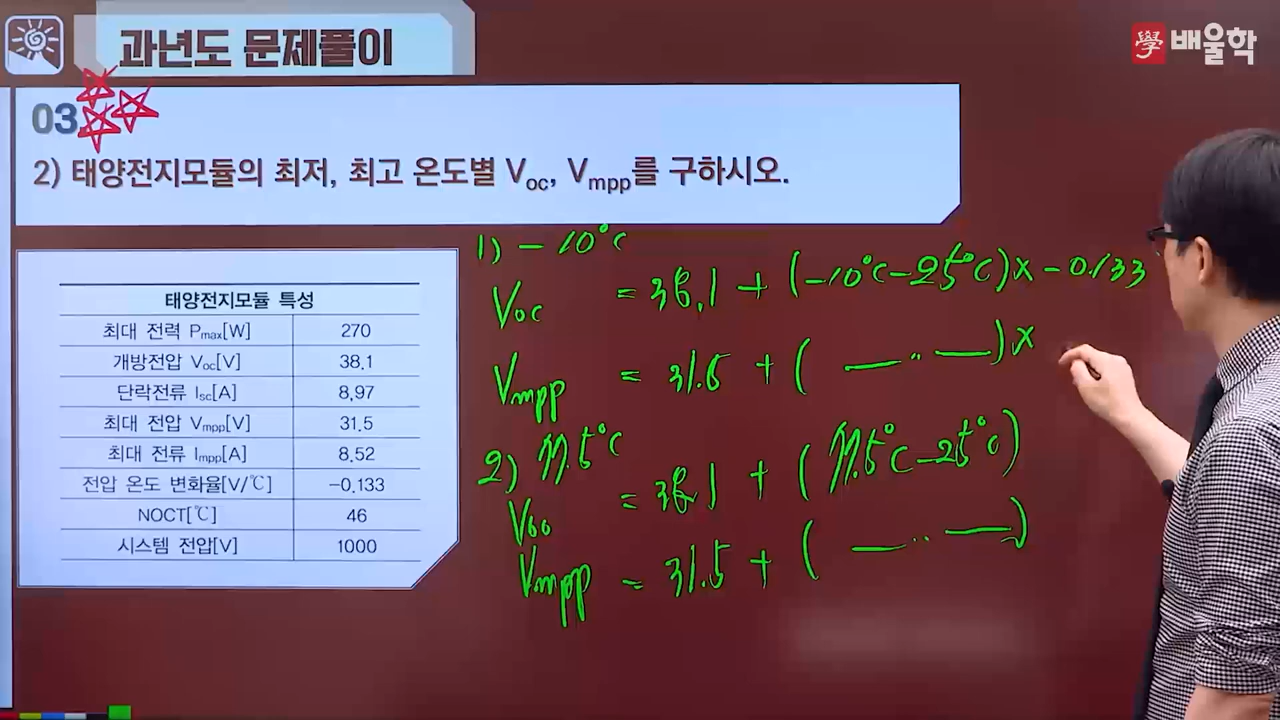 과년도 문제풀이
學 배울학
03.
2) 태양전지모듈의 최저, 최고 온도별 Voc, Vmpp를 구하시오.
태양전지모듈 특성
최대 전력 Pmax[W] 270
개방전압 Voc[V] 38.1
단락전류 Isc[A] 8.97
최대 전압 Vmpp[V] 31.5
최대 전류 Impp[A] 8.52
전압 온도 변화율[V/℃] -0.133
NOCT[℃] 46
시스템 전압[V] 1000
1) -10°C
Voc = 38.1 + (-10°C-25°C)x-0.133
Vmpp = 31.5 + ( — .. — )x
2) 77.5°C
Voc = 38.1 + (77.5°C-25°C)
Vmpp = 31.5 + ( — .. — )